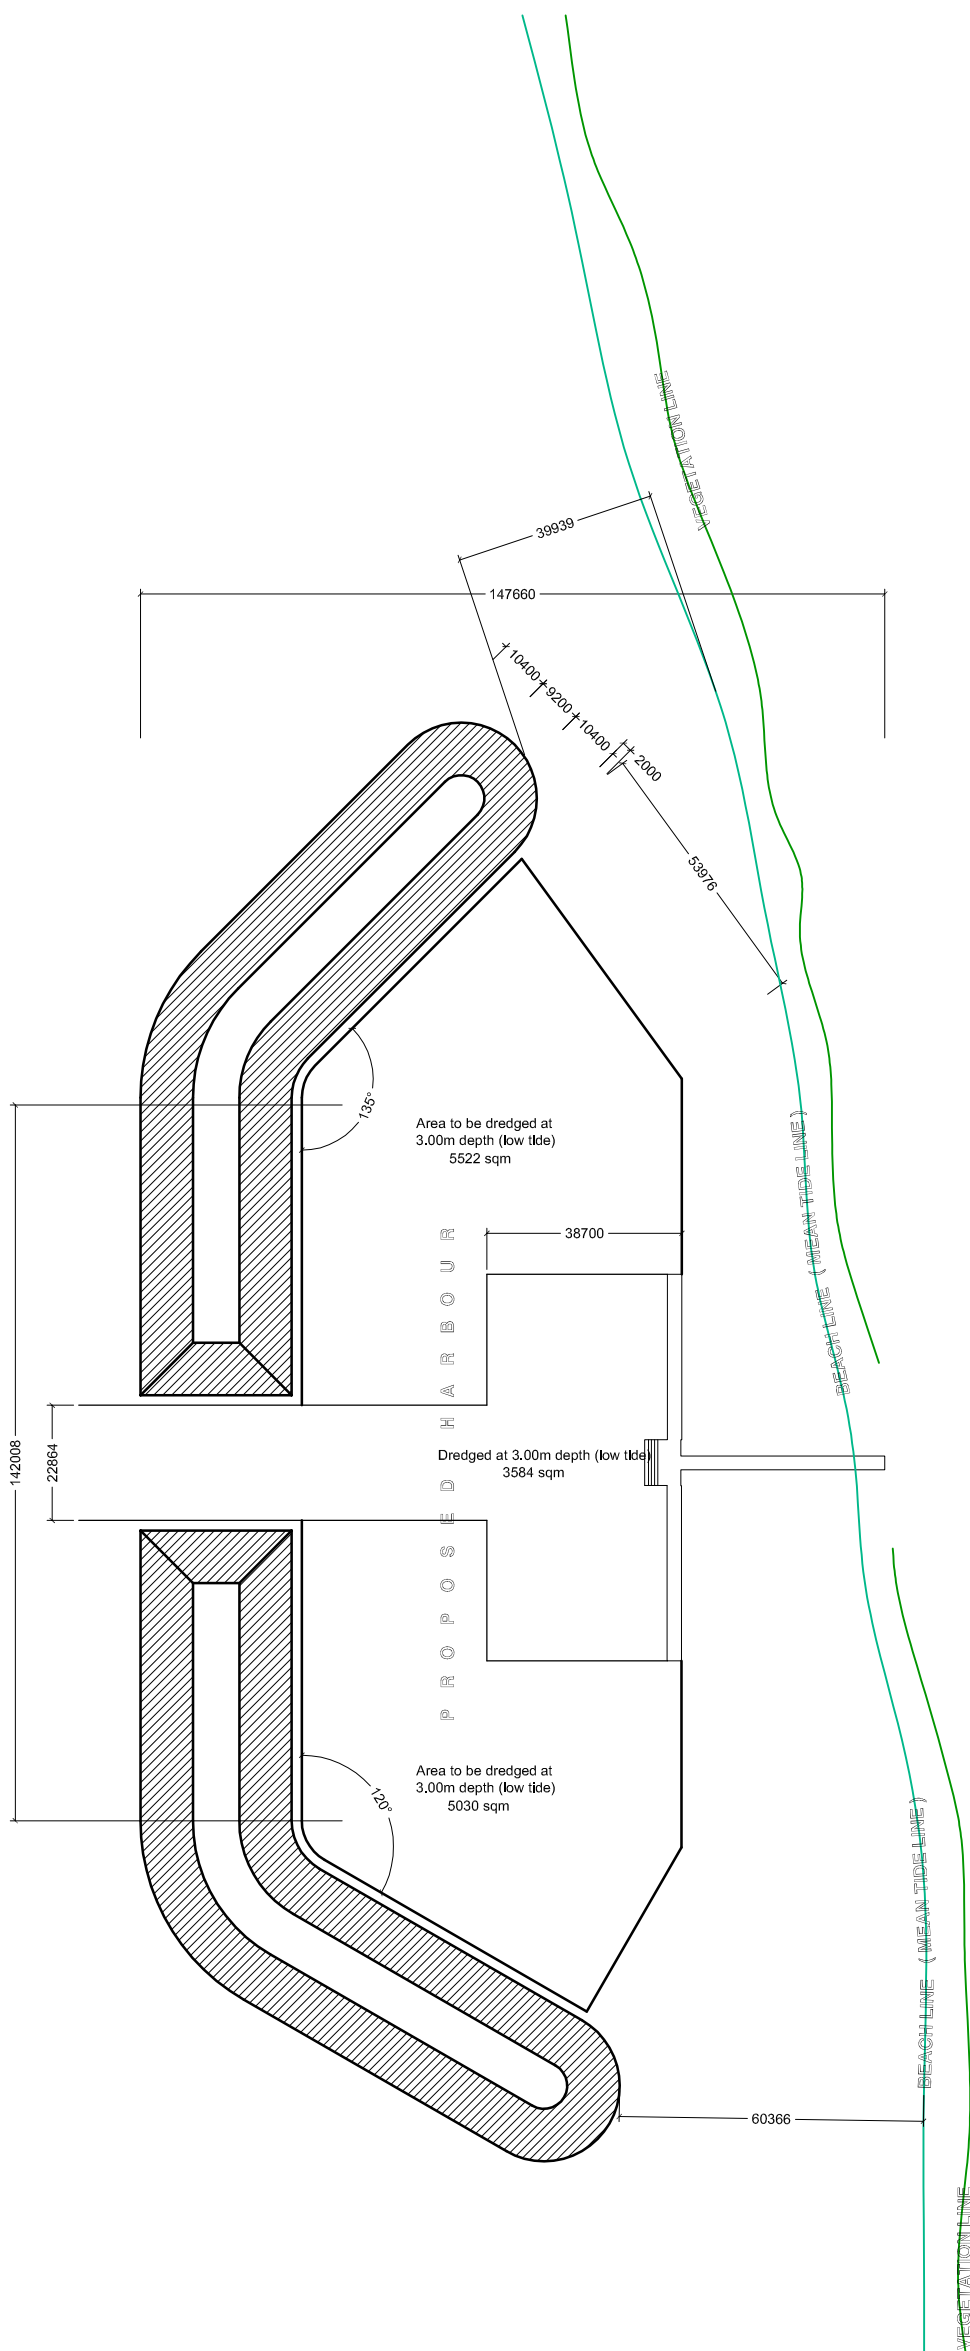 VEGETATION LINE
39939
147660
10400
9200
10400
2000
53976
135°
Area to be dredged at
3.00m depth (low tide)
5522 sqm
BEACH LINE ( MEAN TIDE LINE )
38700
PROPOSED HARBOUR
142008
22864
Dredged at 3.00m depth (low tide)
3584 sqm
Area to be dredged at
3.00m depth (low tide)
5030 sqm
120°
BEACH LINE ( MEAN TIDE LINE )
60366
VEGETATION LINE